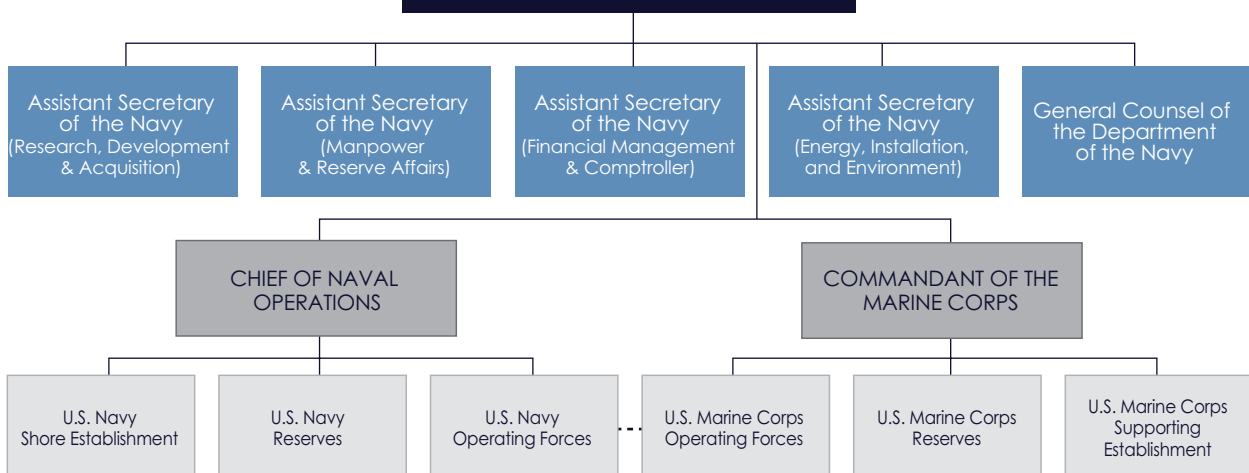 Assistant Secretary
of the Navy
(Research, Development
& Acquisition)
Assistant Secretary
of the Navy
(Manpower
& Reserve Affairs)
Assistant Secretary
of the Navy
(Financial Management
& Comptroller)
Assistant Secretary
of the Navy
(Energy, Installation,
and Environment)
General Counsel of
the Department
of the Navy
CHIEF OF NAVAL
OPERATIONS
COMMANDANT OF THE
MARINE CORPS
U.S. Navy
Shore Establishment
U.S. Navy
Reserves
U.S. Navy
Operating Forces
U.S. Marine Corps
Operating Forces
U.S. Marine Corps
Reserves
U.S. Marine Corps
Supporting
Establishment